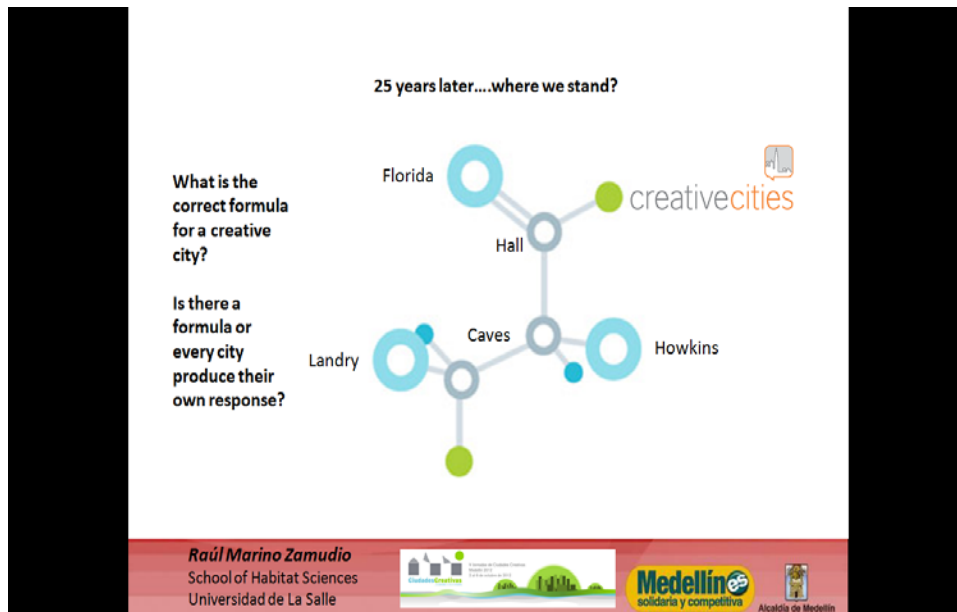 25 years later....where we stand?
What is the
correct formula
for a creative
city?
Is there a
formula or
every city
produce their
own response?
Florida
creativecities
Hall
Caves
Howkins
Landry
Raúl Marino Zamudio
School of Habitat Sciences
Universidad de La Salle
CiudadesCreativas
Medellín es
solidaria y competitiva
Alcaldía de Medellín